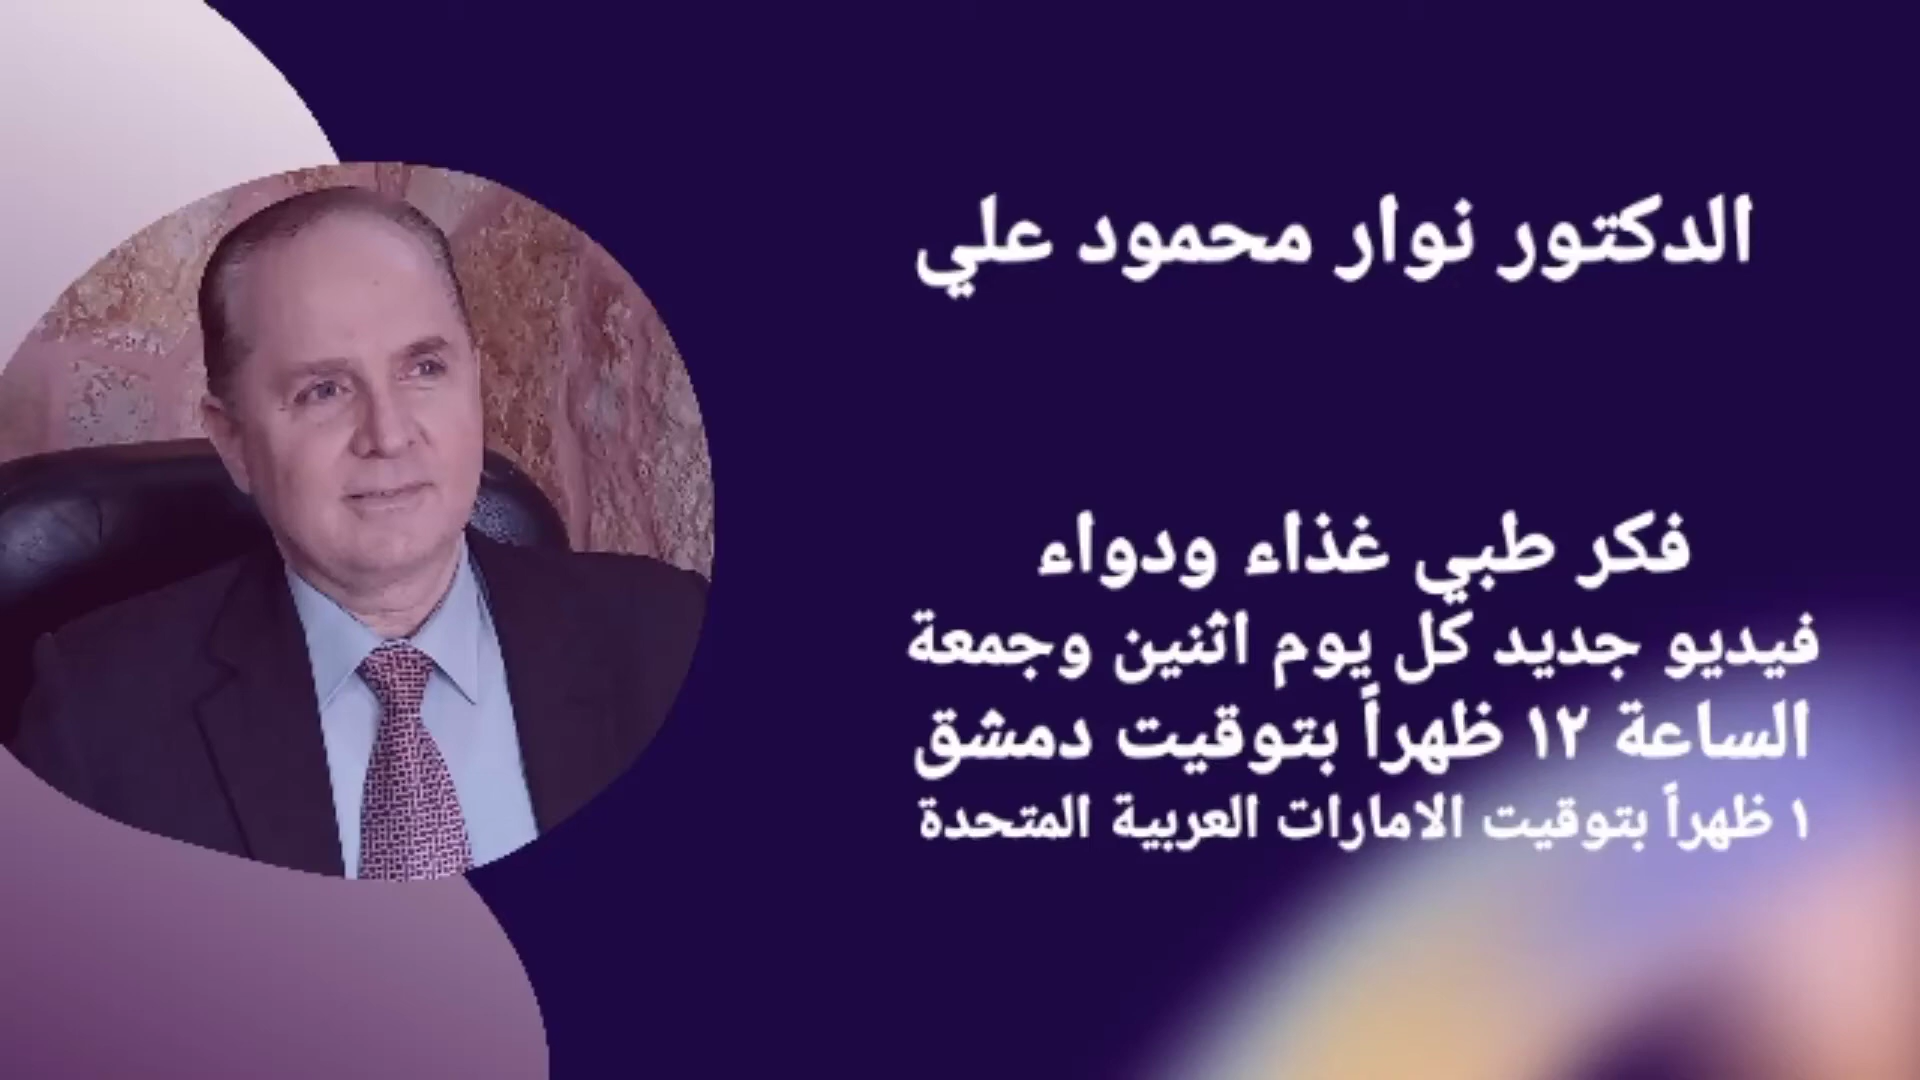 الدكتور نوار محمود علي
فكر طبي غذاء ودواء
فيديو جديد كل يوم اثنين وجمعة
الساعة ١٢ ظهراً بتوقيت دمشق
١ ظهراً بتوقيت الامارات العربية المتحدة